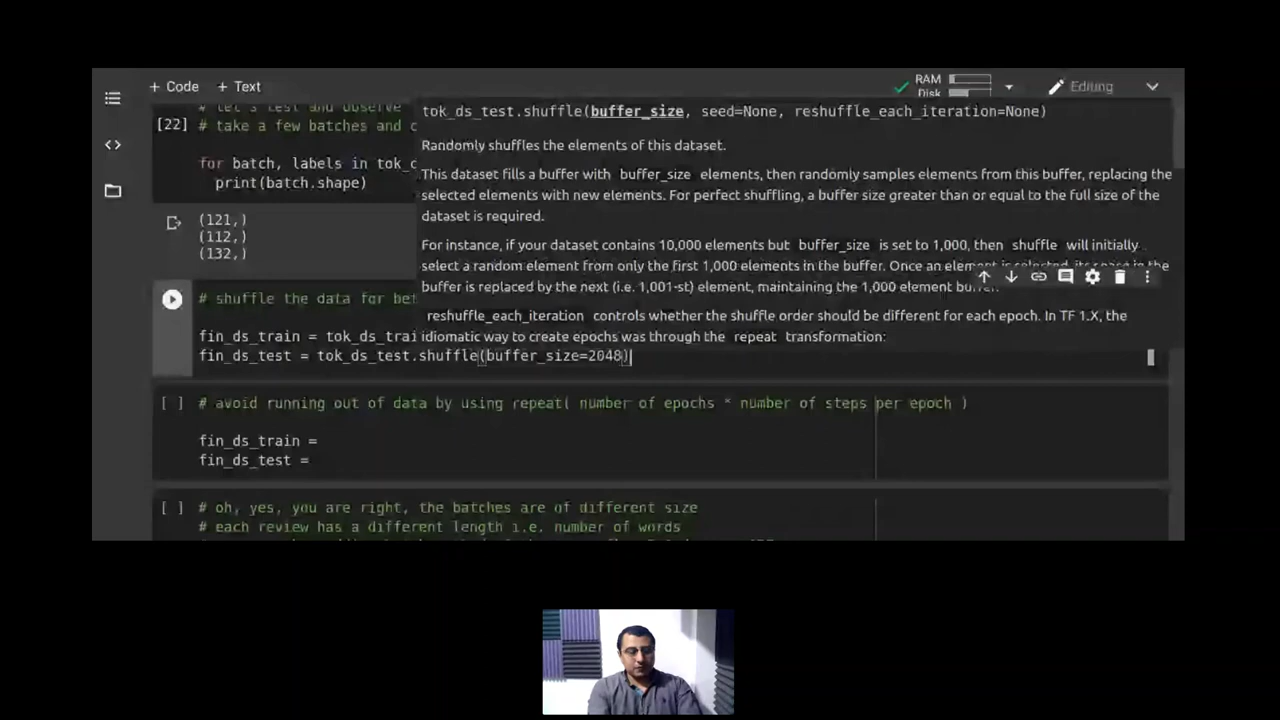 + Code + Text
RAM
Disk
Editing
# let's test and observe
[22] # take a few batches and c
for batch, labels in tok_c
print(batch.shape)
(121,)
(112,)
(132,)
tok_ds_test.shuffle(buffer_size, seed=None, reshuffle_each_iteration=None)
Randomly shuffles the elements of this dataset.
This dataset fills a buffer with buffer_size elements, then randomly samples elements from this buffer, replacing the
selected elements with new elements. For perfect shuffling, a buffer size greater than or equal to the full size of the
dataset is required.
For instance, if your dataset contains 10,000 elements but buffer_size is set to 1,000, then shuffle will initially
select a random element from only the first 1,000 elements in the buffer. Once an element is selected, its space in the
buffer is replaced by the next (i.e. 1,001-st) element, maintaining the 1,000 element buffer.
reshuffle_each_iteration controls whether the shuffle order should be different for each epoch. In TF 1.X, the
idiomatic way to create epochs was through the repeat transformation:
# shuffle the data for bet
fin_ds_train = tok_ds_trai
fin_ds_test = tok_ds_test.shuffle(buffer_size=2048)
[ ] # avoid running out of data by using repeat( number of epochs * number of steps per epoch )
fin_ds_train =
fin_ds_test =
[ ] # oh, yes, you are right, the batches are of different size
# each review has a different length i.e. number of words